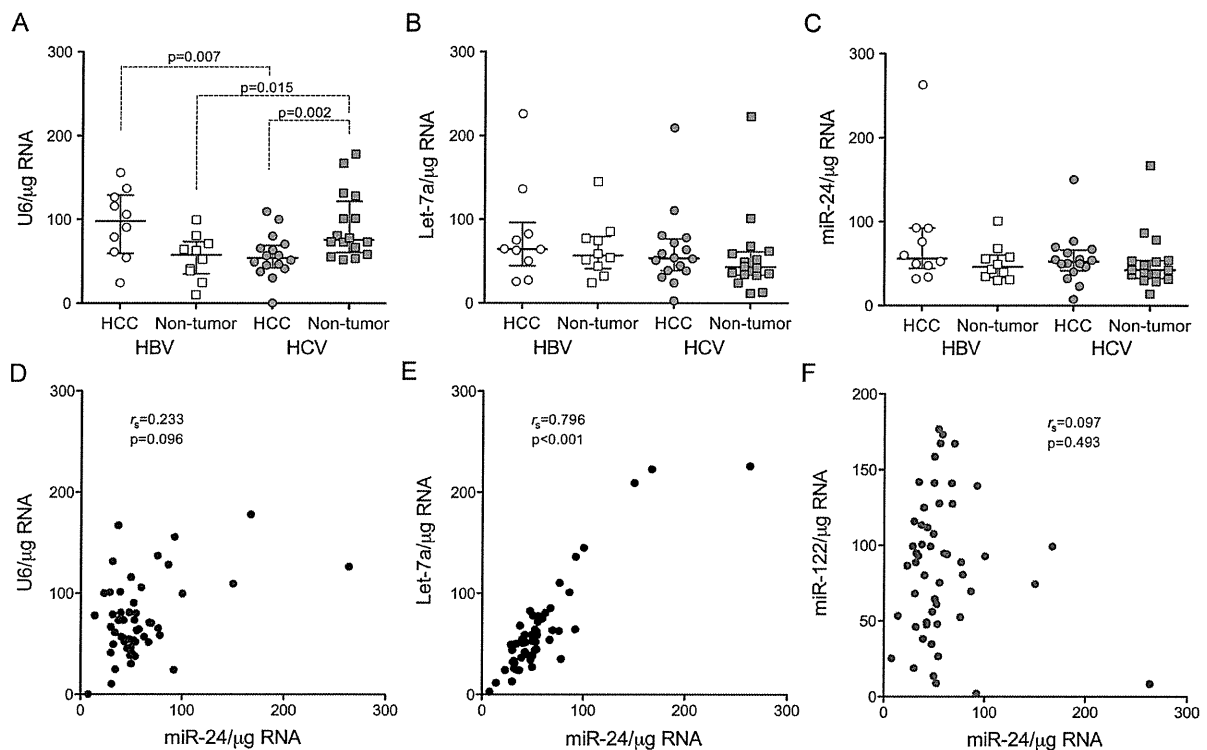 A
U6/μg RNA
300
200
100
0
p=0.007
p=0.015
p=0.002
HCC Non-tumor HCC Non-tumor
HBV HCV
B
Let-7a/μg RNA
300
200
100
0
HCC Non-tumor HCC Non-tumor
HBV HCV
C
miR-24/μg RNA
300
200
100
0
HCC Non-tumor HCC Non-tumor
HBV HCV
D
U6/μg RNA
300
200
100
0
rs=0.233
p=0.096
0 100 200 300
miR-24/μg RNA
E
Let-7a/μg RNA
300
200
100
0
rs=0.796
p<0.001
0 100 200 300
miR-24/μg RNA
F
miR-122/μg RNA
200
150
100
50
0
rs=0.097
p=0.493
0 100 200 300
miR-24/μg RNA